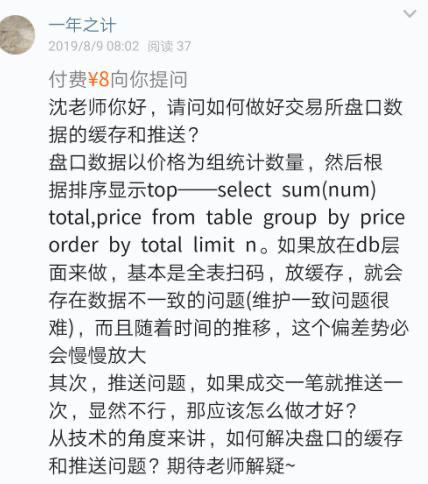 一年之计
2019/8/9 08:02 阅读 37
付费¥8向你提问
沈老师你好，请问如何做好交易所盘口数
据的缓存和推送？
盘口数据以价格为组统计数量，然后根
据排序显示top——select sum(num)
total,price from table group by price
order by total limit n。如果放在db层
面来做，基本是全表扫码，放缓存，就会
存在数据不一致的问题(维护一致问题很
难)，而且随着时间的推移，这个偏差势必
会慢慢放大
其次，推送问题，如果成交一笔就推送一
次，显然不行，那应该怎么做才好？
从技术的角度来讲，如何解决盘口的缓存
和推送问题？期待老师解疑~